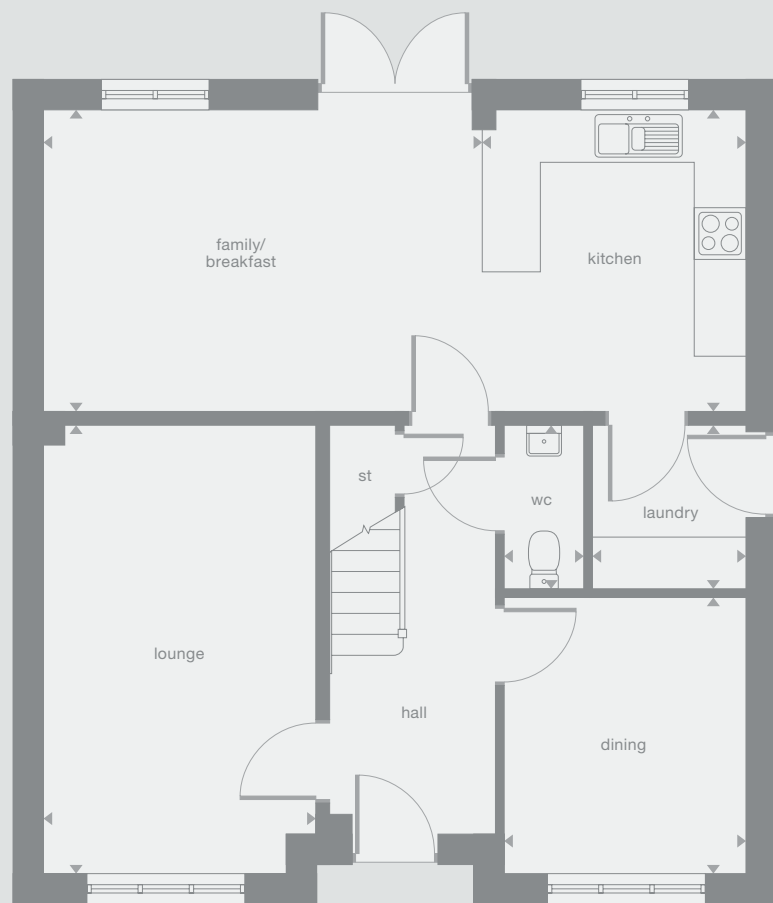 family/
breakfast
kitchen
st
wc
laundry
lounge
hall
dining